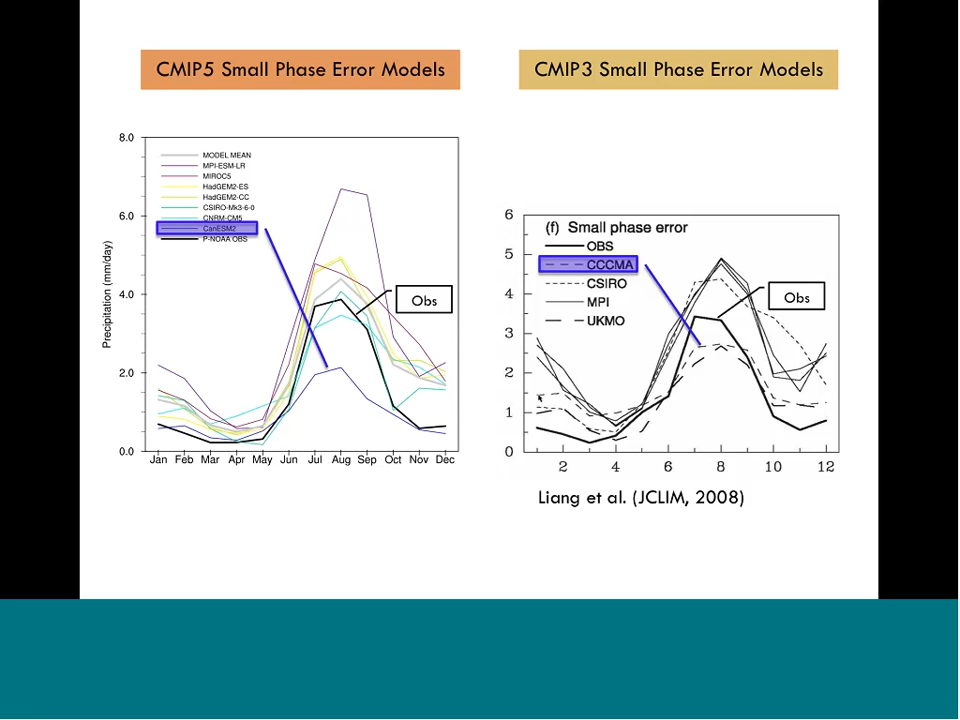 CMIP5 Small Phase Error Models
CMIP3 Small Phase Error Models
8.0
6.0
4.0
2.0
0.0
Precipitation (mm/day)
MODEL MEAN
MPI-ESM-LR
MIROC5
HadGEM2-ES
HadGEM2-CC
CSIRO-Mk3-6-0
CNRM-CM5
CanESM2
P-NOAA OBS
Obs
Jan Feb Mar Apr May Jun Jul Aug Sep Oct Nov Dec
6
5
4
3
2
1
0
(f) Small phase error
OBS
CCCMA
CSIRO
MPI
UKMO
Obs
2 4 6 8 10 12
Liang et al. (JCLIM, 2008)